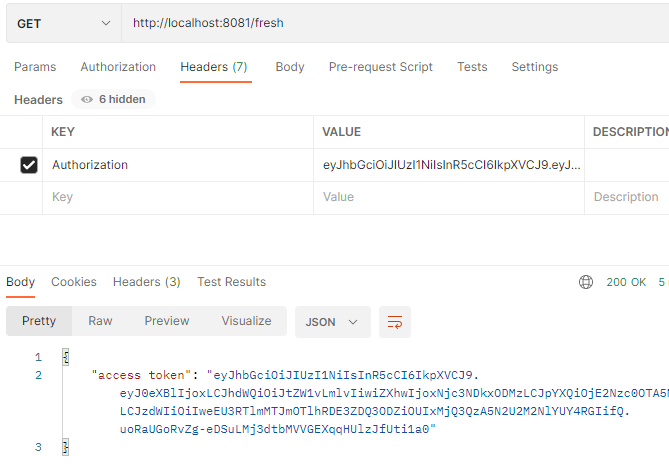 GET http://localhost:8081/fresh
Params Authorization Headers (7) Body Pre-request Script Tests Settings
Headers 6 hidden
KEY VALUE DESCRIPTION
Authorization eyJhbGciOiJIUzI1NiIsInR5cCI6IkpXVCJ9.eyJ...
Key Value Description
Body Cookies Headers (3) Test Results 200 OK 5
Pretty Raw Preview Visualize JSON
1 {
2 "access token": "eyJhbGciOiJIUzI1NiIsInR5cCI6IkpXVCJ9.
eyJ0eXBlIjoxLCJhdWQiOiJtZW1vLmlvIiwiZXhwIjoxNjc3NDkxODMzLCJpYXQiOjE2Nzc0OTA5M
LCJzdWIiOiIweEU3RTlmMTJmOTlhRDE3ZDQ3ODZiOUIxMjQ3QzA5N2U2M2NlYUY4RGIifQ.
uoRaUGoRvZg-eDSuLMj3dtbMVVGEXqqHUlzJfUti1a0"
3 }